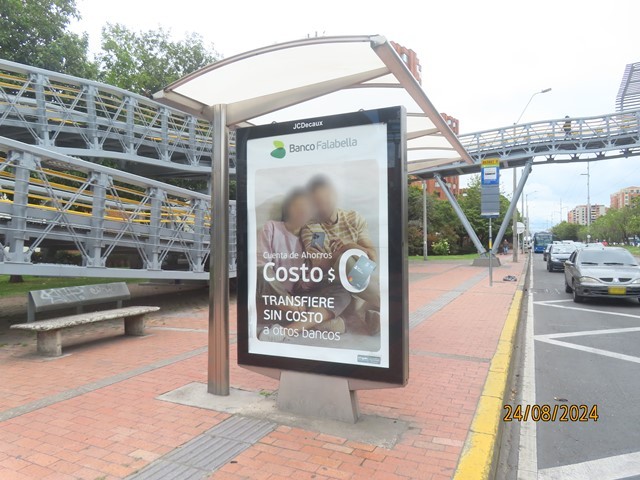 JCDecaux
Banco Falabella
Cuenta de Ahorros
Costo $0
TRANSFIERE
SIN COSTO
a otros bancos
24/08/2024